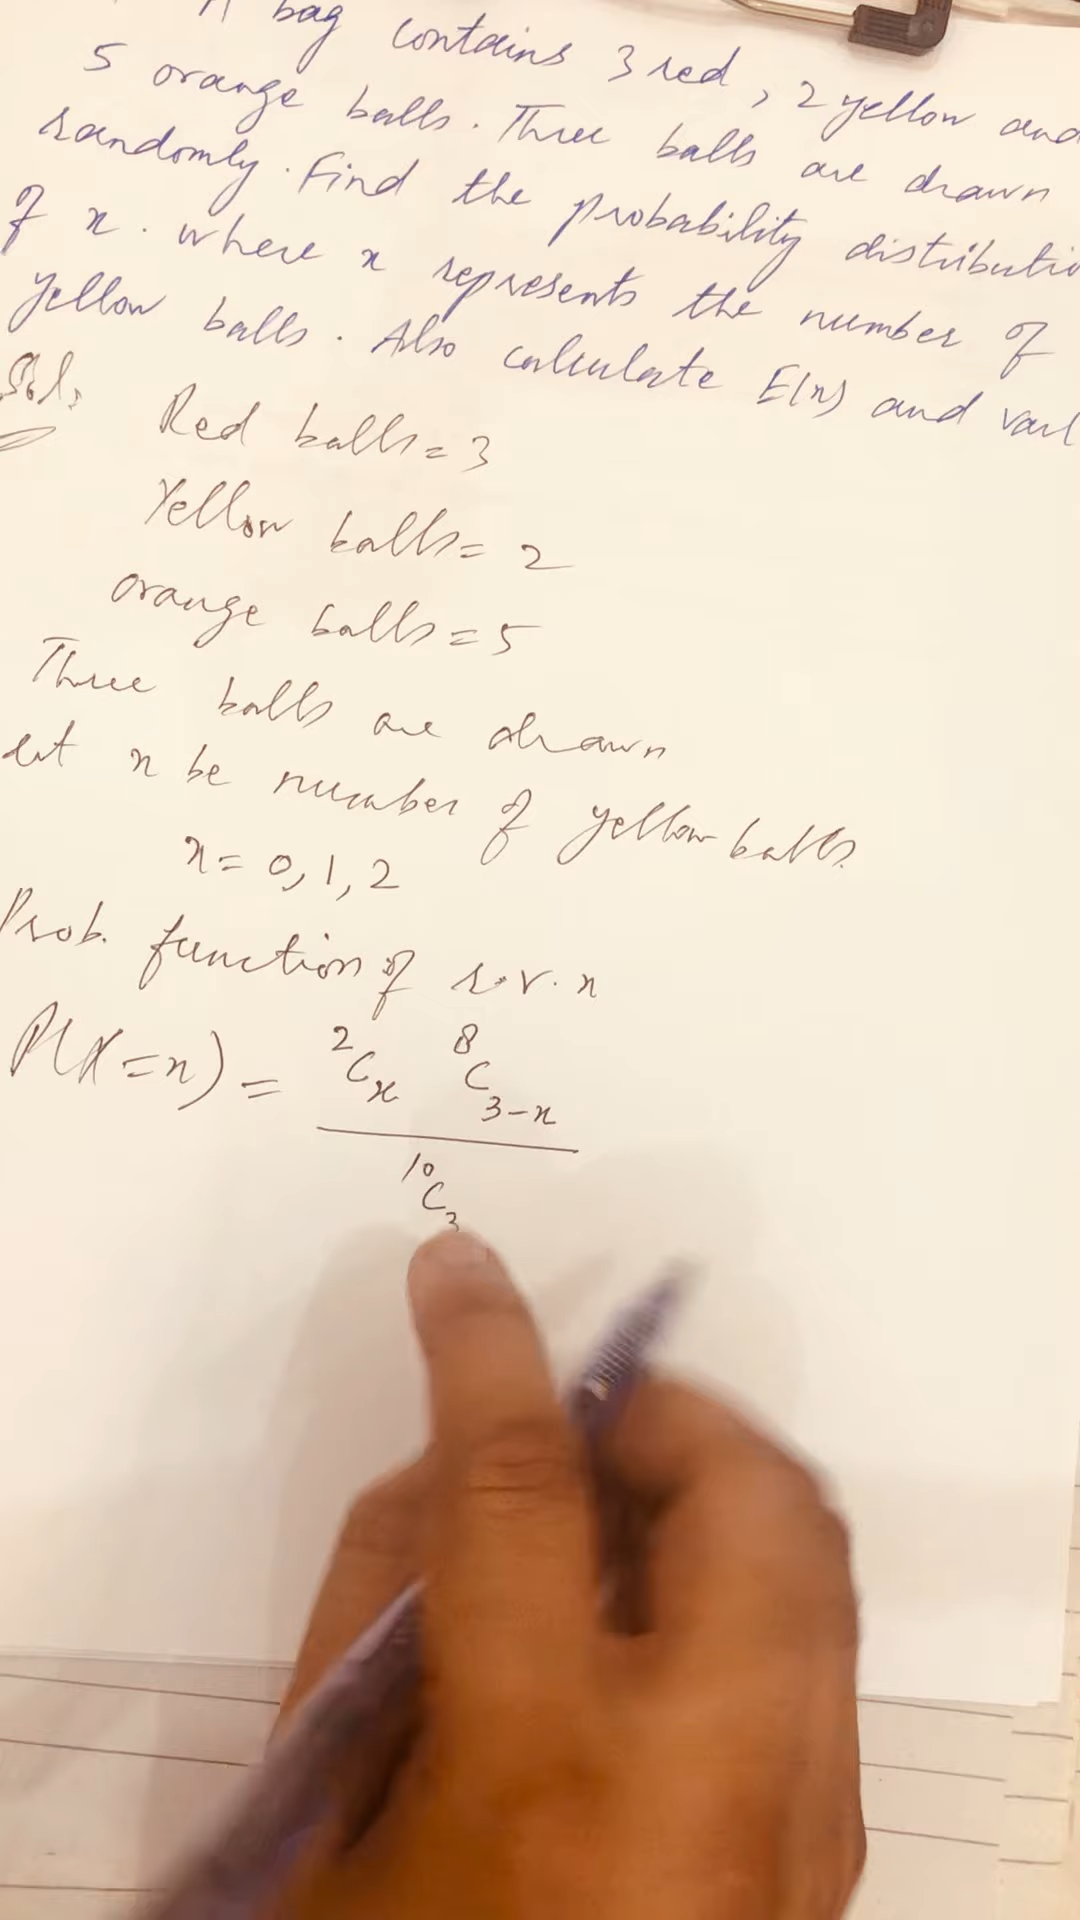 A bag contains 3 red, 2 yellow and
5 orange balls. Three balls are drawn
randomly. Find the probability distributio
of x. where x represents the number of
yellow balls. Also calculate E(x) and var(
Sol:
Red balls = 3
Yellow balls = 2
orange balls = 5
Three balls are drawn
let x be number of yellow balls.
x = 0, 1, 2
Prob. function of r.v. x
P(X=x) = ²Cₓ ⁸C₃₋ₓ
¹⁰C₃